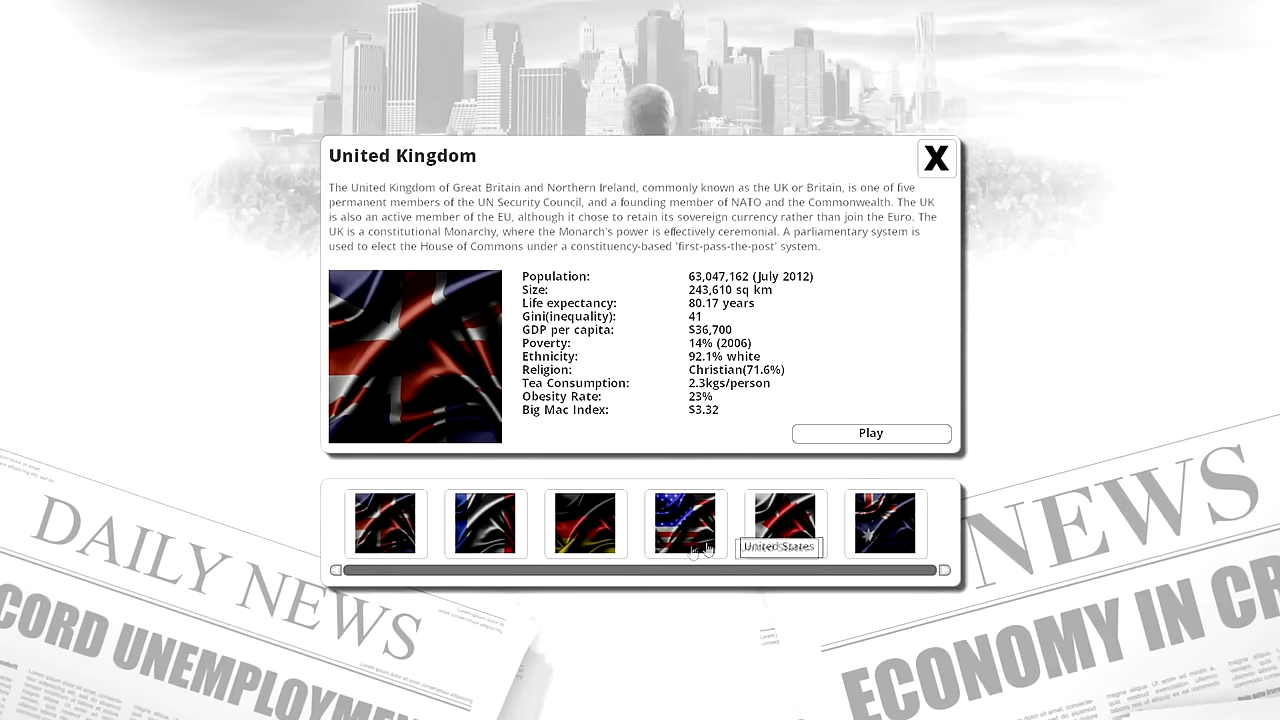 United Kingdom
X
The United Kingdom of Great Britain and Northern Ireland, commonly known as the UK or Britain, is one of five
permanent members of the UN Security Council, and a founding member of NATO and the Commonwealth. The UK
is also an active member of the EU, although it chose to retain its sovereign currency rather than join the Euro. The
UK is a constitutional Monarchy, where the Monarch's power is effectively ceremonial. A parliamentary system is
used to elect the House of Commons under a constituency-based 'first-pass-the-post' system.
Population: 63,047,162 (July 2012)
Size: 243,610 sq km
Life expectancy: 80.17 years
Gini(inequality): 41
GDP per capita: $36,700
Poverty: 14% (2006)
Ethnicity: 92.1% white
Religion: Christian(71.6%)
Tea Consumption: 2.3kgs/person
Obesity Rate: 23%
Big Mac Index: $3.32
Play
United States
DAILY NEWS
CORD UNEMPLOYME
NEWS
ECONOMY IN CR